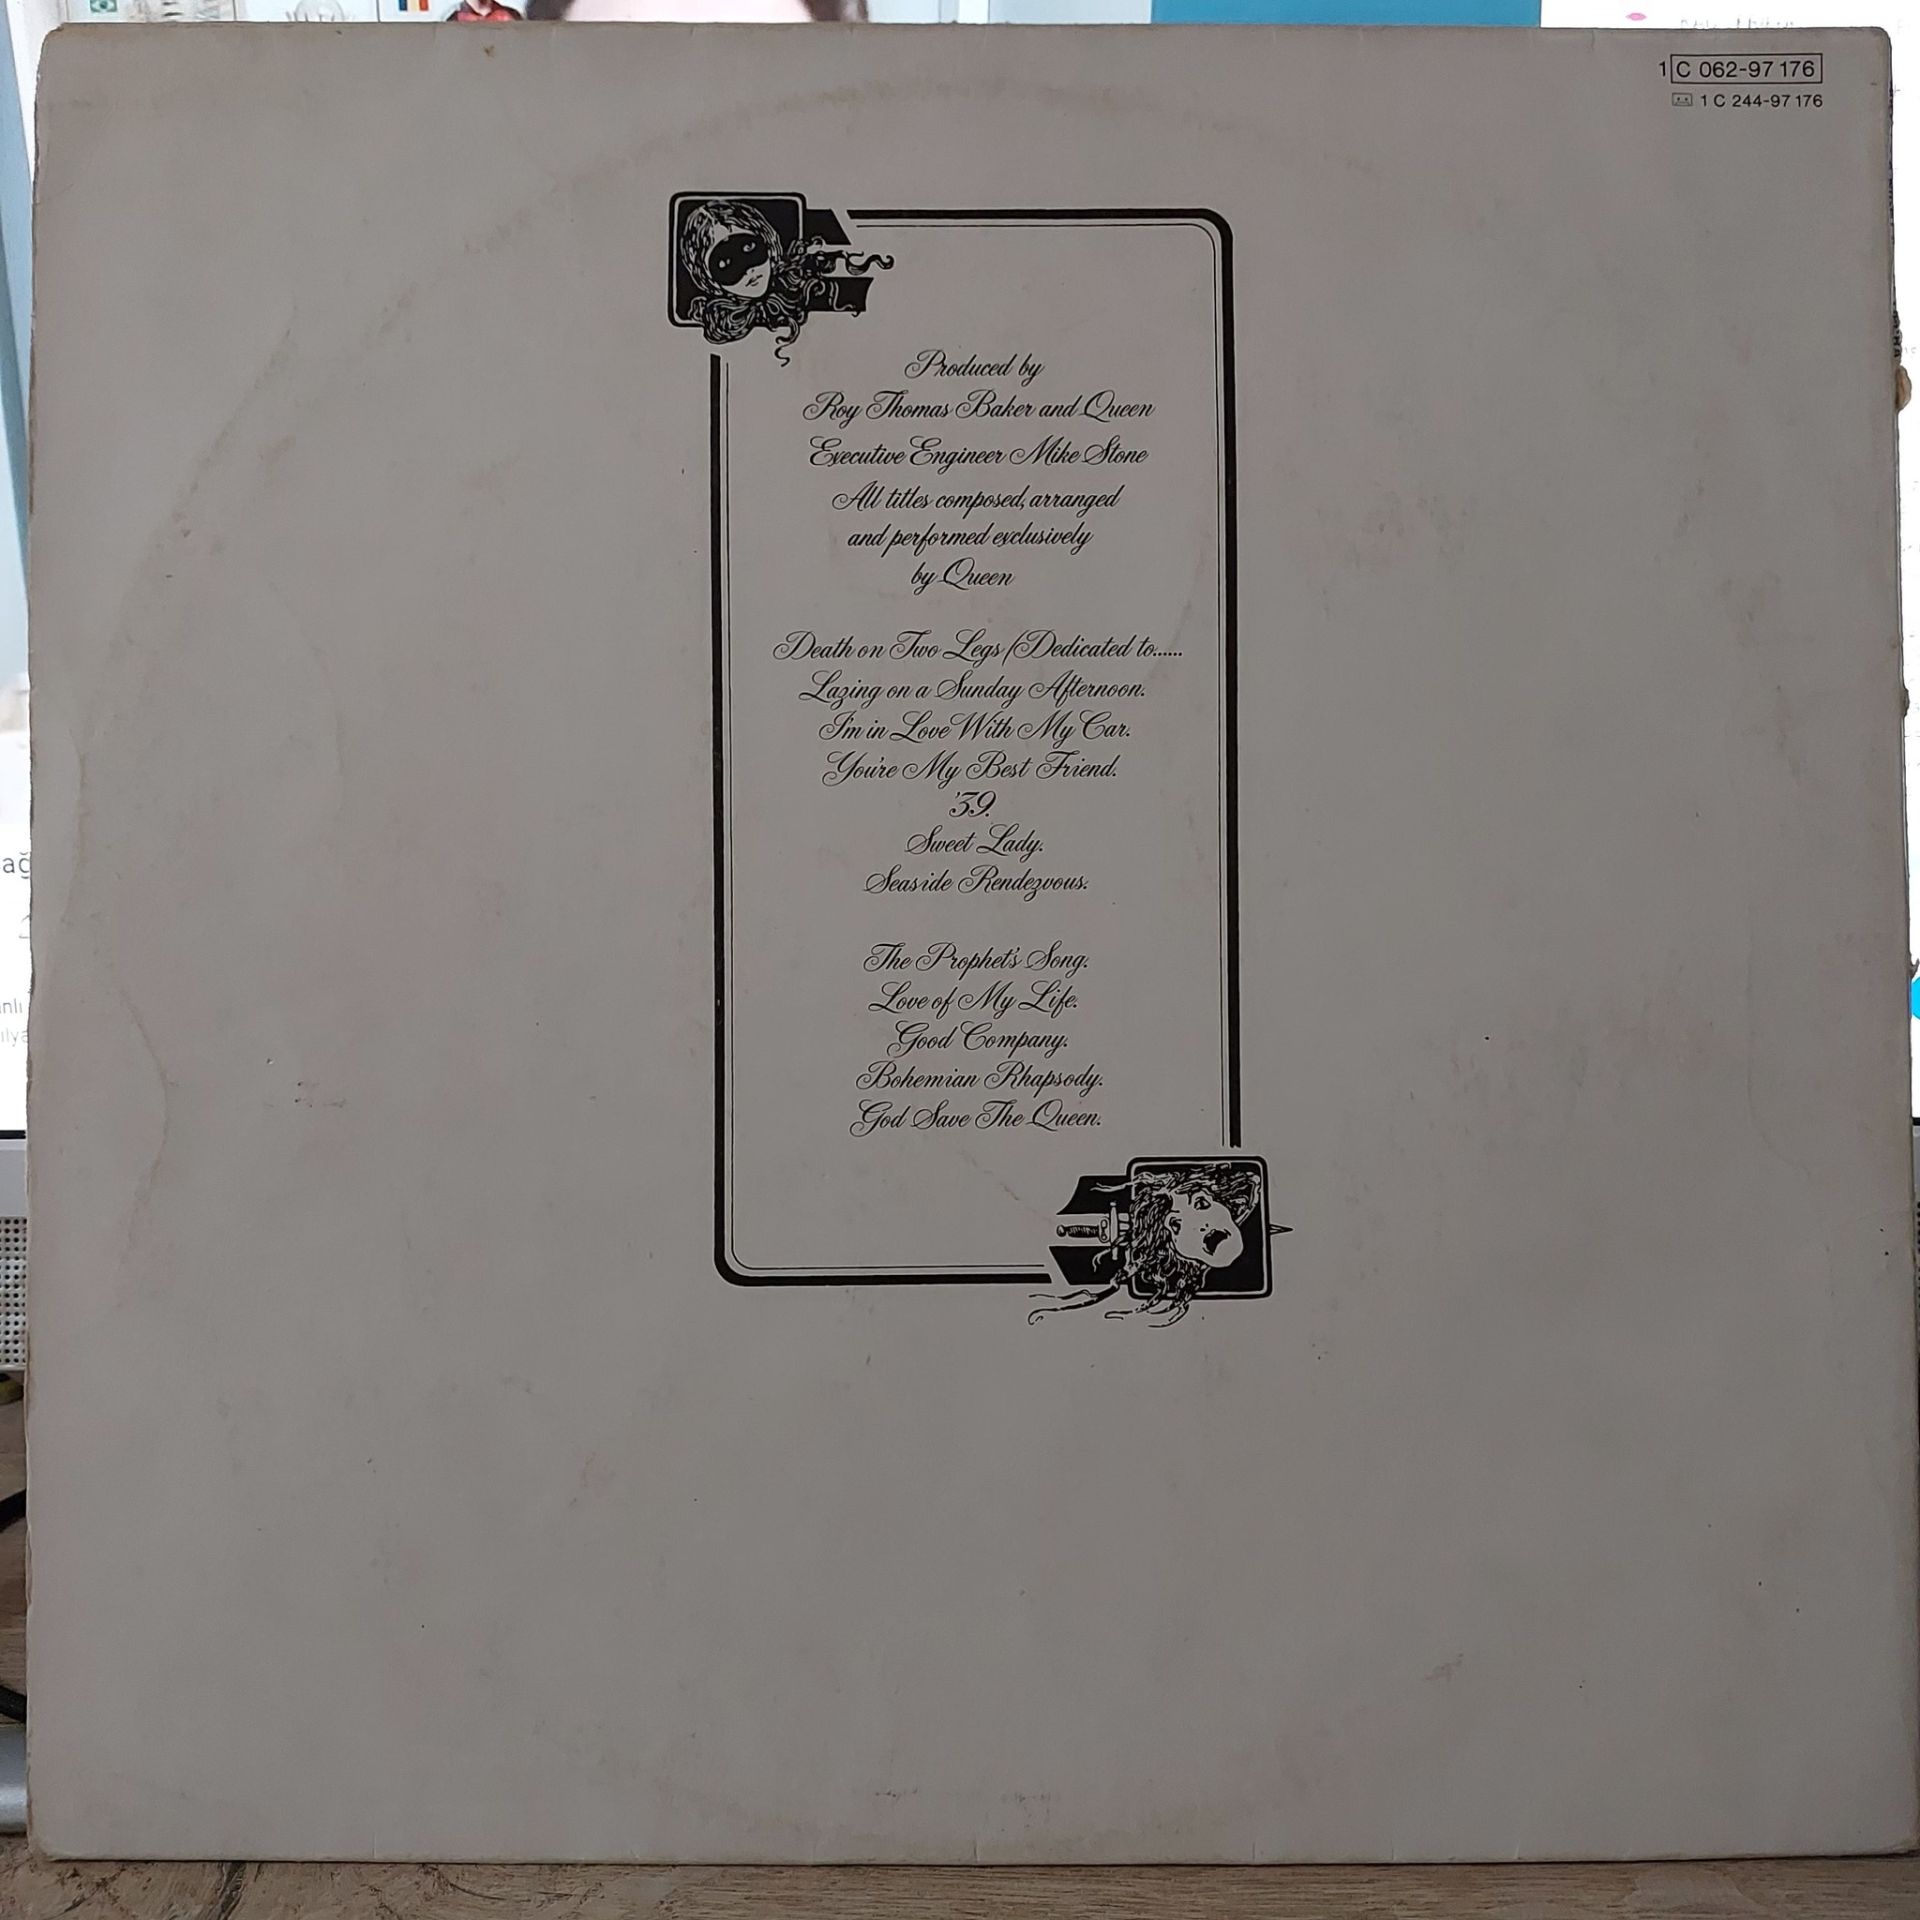 1 C 062-97 176
1 C 244-97 176
Produced by
Roy Thomas Baker and Queen
Executive Engineer Mike Stone
All titles composed, arranged
and performed exclusively
by Queen
Death on Two Legs (Dedicated to......
Lazing on a Sunday Afternoon.
I'm in Love With My Car.
You're My Best Friend.
'39.
Sweet Lady.
Seaside Rendezvous.
The Prophet's Song.
Love of My Life.
Good Company.
Bohemian Rhapsody.
God Save The Queen.